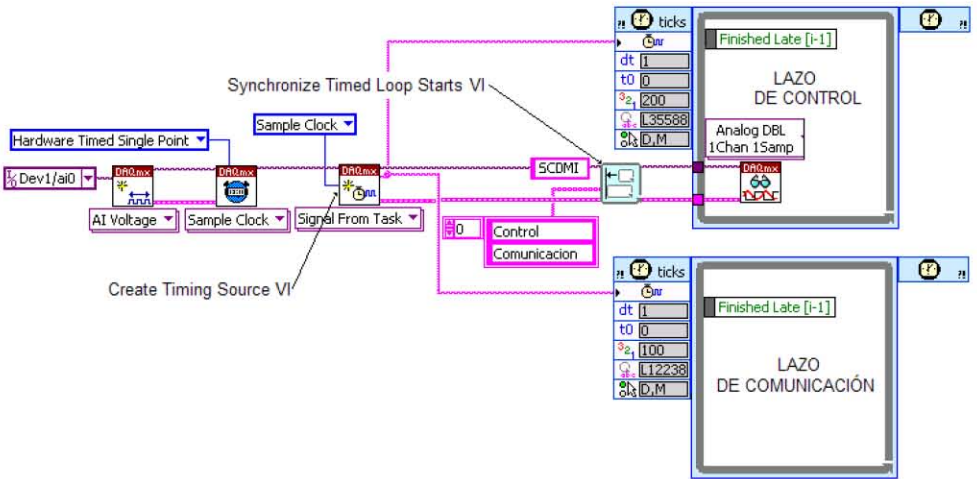 ticks
dt 1
t0 0
200
L35588
D,M
Finished Late [i-1]
LAZO
DE CONTROL
Analog DBL
1Chan 1Samp
DAQmx
Synchronize Timed Loop Starts VI
Sample Clock
Hardware Timed Single Point
Dev1/ai0
DAQmx
DAQmx
DAQmx
SCDMI
AI Voltage
Sample Clock
Signal From Task
0
Control
Comunicacion
Create Timing Source VI
ticks
dt 1
t0 0
100
L12238
D,M
Finished Late [i-1]
LAZO
DE COMUNICACIÓN